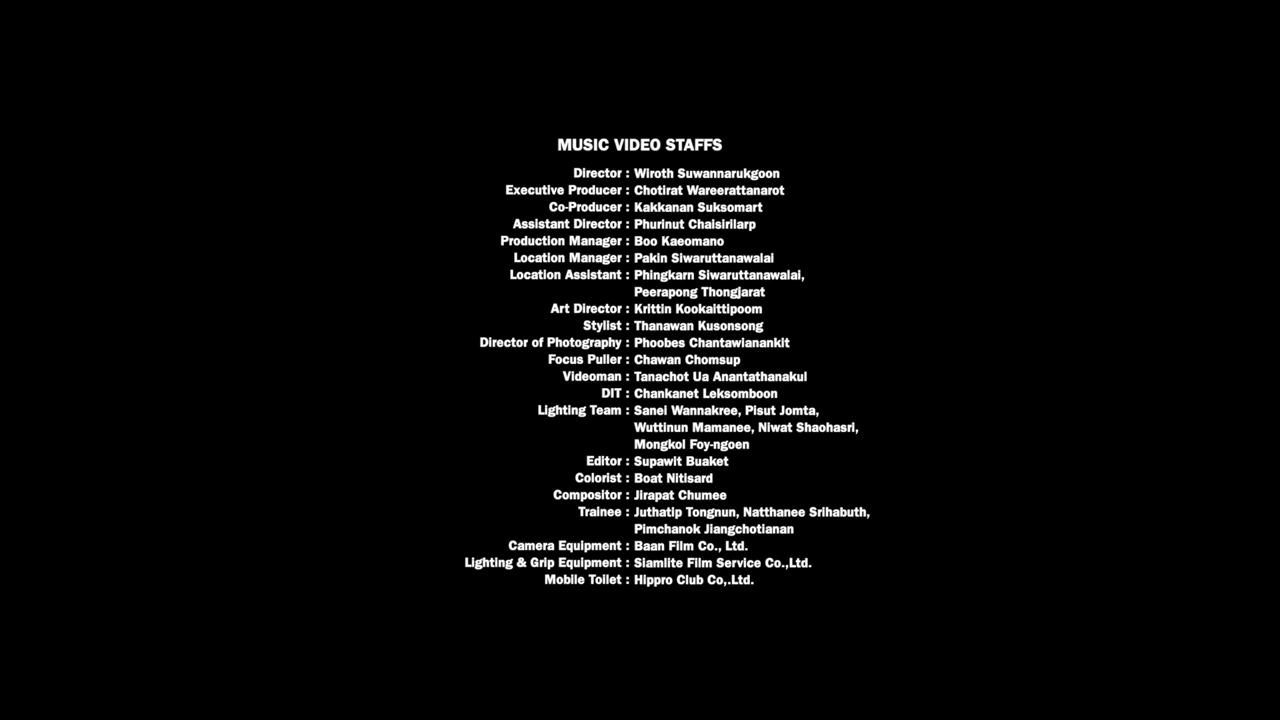 MUSIC VIDEO STAFFS
Director : Wiroth Suwannarukgoon
Executive Producer : Chotirat Wareerattanarot
Co-Producer : Kakkanan Suksomart
Assistant Director : Phurinut Chaisirilarp
Production Manager : Boo Kaeomano
Location Manager : Pakin Siwaruttanawalai
Location Assistant : Phingkarn Siwaruttanawalai,
Peerapong Thongjarat
Art Director : Krittin Kookaittipoom
Stylist : Thanawan Kusonsong
Director of Photography : Phoobes Chantawianankit
Focus Puller : Chawan Chomsup
Videoman : Tanachot Ua Anantathanakul
DIT : Chankanet Leksomboon
Lighting Team : Sanei Wannakree, Pisut Jomta,
Wuttinun Mamanee, Niwat Shaohasri,
Mongkol Foy-ngoen
Editor : Supawit Buaket
Colorist : Boat Nitisard
Compositor : Jirapat Chumee
Trainee : Juthatip Tongnun, Natthanee Srihabuth,
Pimchanok Jiangchotianan
Camera Equipment : Baan Film Co., Ltd.
Lighting & Grip Equipment : Siamlite Film Service Co.,Ltd.
Mobile Toilet : Hippro Club Co,.Ltd.